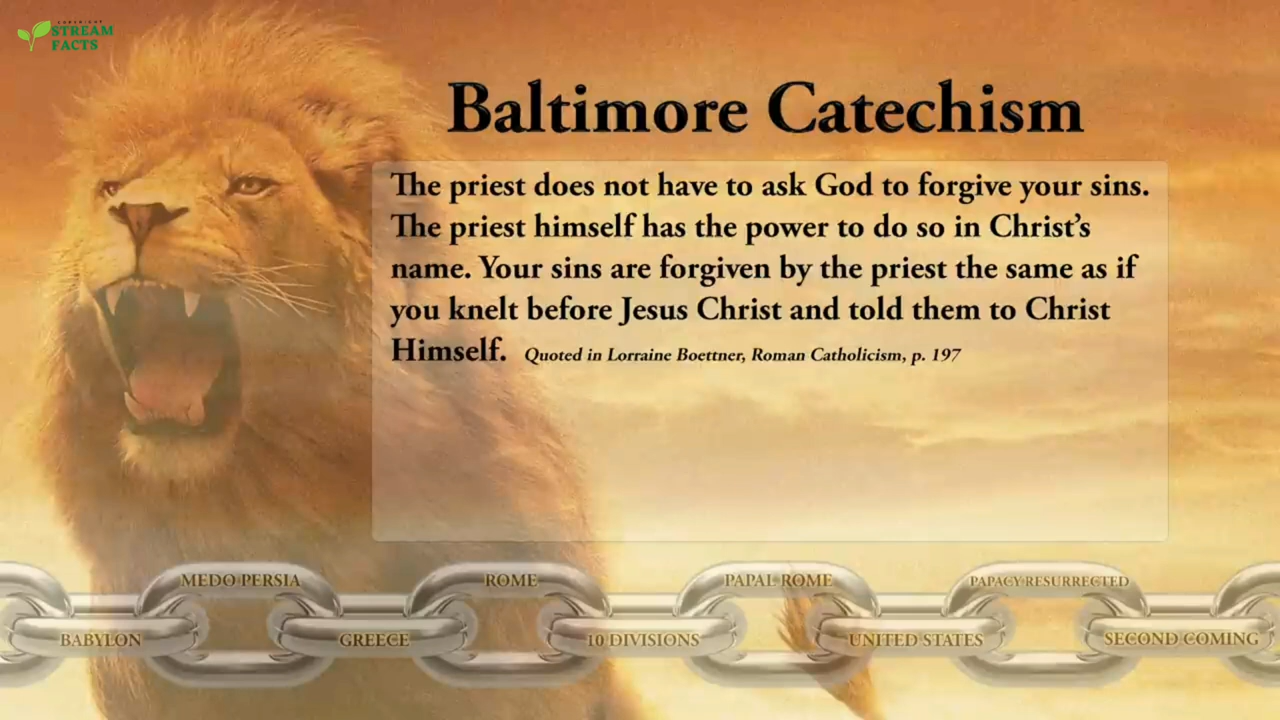 STREAM
FACTS
Baltimore Catechism
The priest does not have to ask God to forgive your sins.
The priest himself has the power to do so in Christ's
name. Your sins are forgiven by the priest the same as if
you knelt before Jesus Christ and told them to Christ
Himself. Quoted in Lorraine Boettner, Roman Catholicism, p. 197
MEDO PERSIA ROME PAPAL ROME PAPACY RESURRECTED
BABYLON GREECE 10 DIVISIONS UNITED STATES SECOND COMING